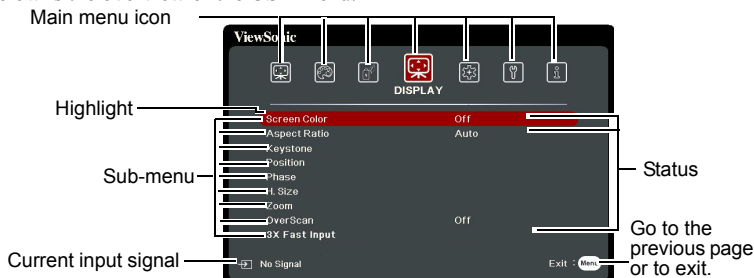 Main menu icon
ViewSonic
DISPLAY
Highlight
Screen Color Off
Aspect Ratio Auto
Keystone
Position
Sub-menu
Phase
Status
H. Size
Zoom
OverScan Off
3X Fast Input
Go to the
previous page
or to exit.
Current input signal
No Signal
Exit : Menu